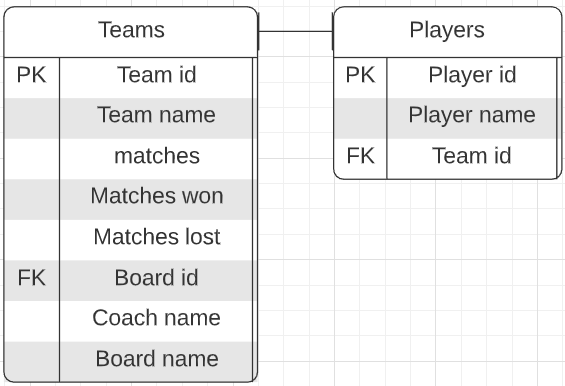 Teams
PK Team id
Team name
matches
Matches won
Matches lost
FK Board id
Coach name
Board name
Players
PK Player id
Player name
FK Team id